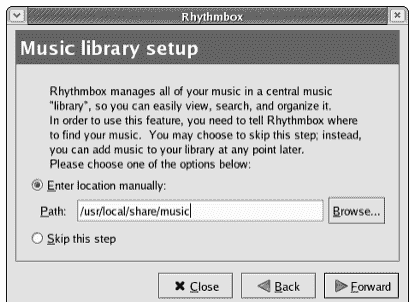 Rhythmbox
Music library setup
Rhythmbox manages all of your music in a central music
"library", so you can easily view, search, and organize it.
In order to use this feature, you need to tell Rhythmbox where
to find your music. You may choose to skip this step; instead,
you can add music to your library at any point later.
Please choose one of the options below:
Enter location manually:
Path: /usr/local/share/music Browse...
Skip this step
Close Back Forward